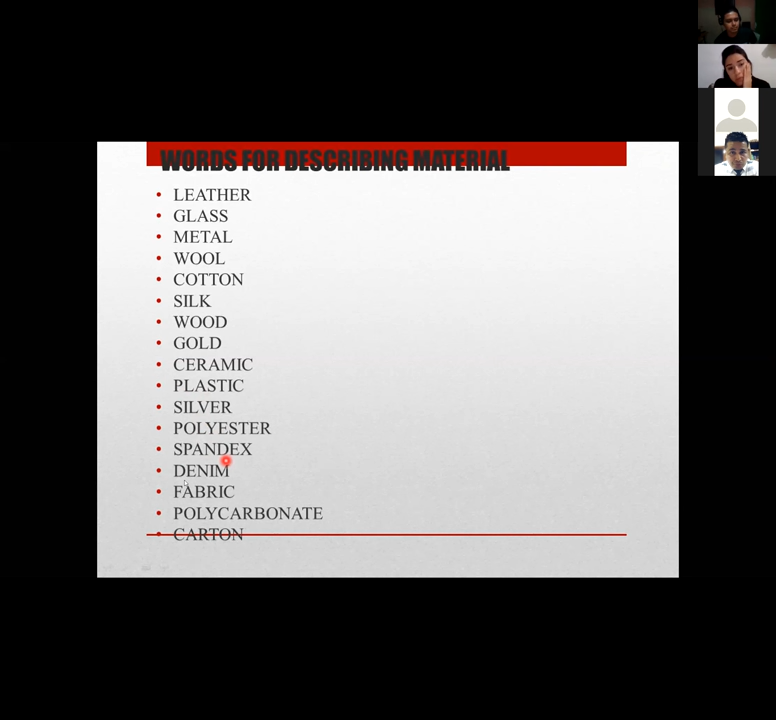 WORDS FOR DESCRIBING MATERIAL
• LEATHER
• GLASS
• METAL
• WOOL
• COTTON
• SILK
• WOOD
• GOLD
• CERAMIC
• PLASTIC
• SILVER
• POLYESTER
• SPANDEX
• DENIM
• FABRIC
• POLYCARBONATE
• CARTON